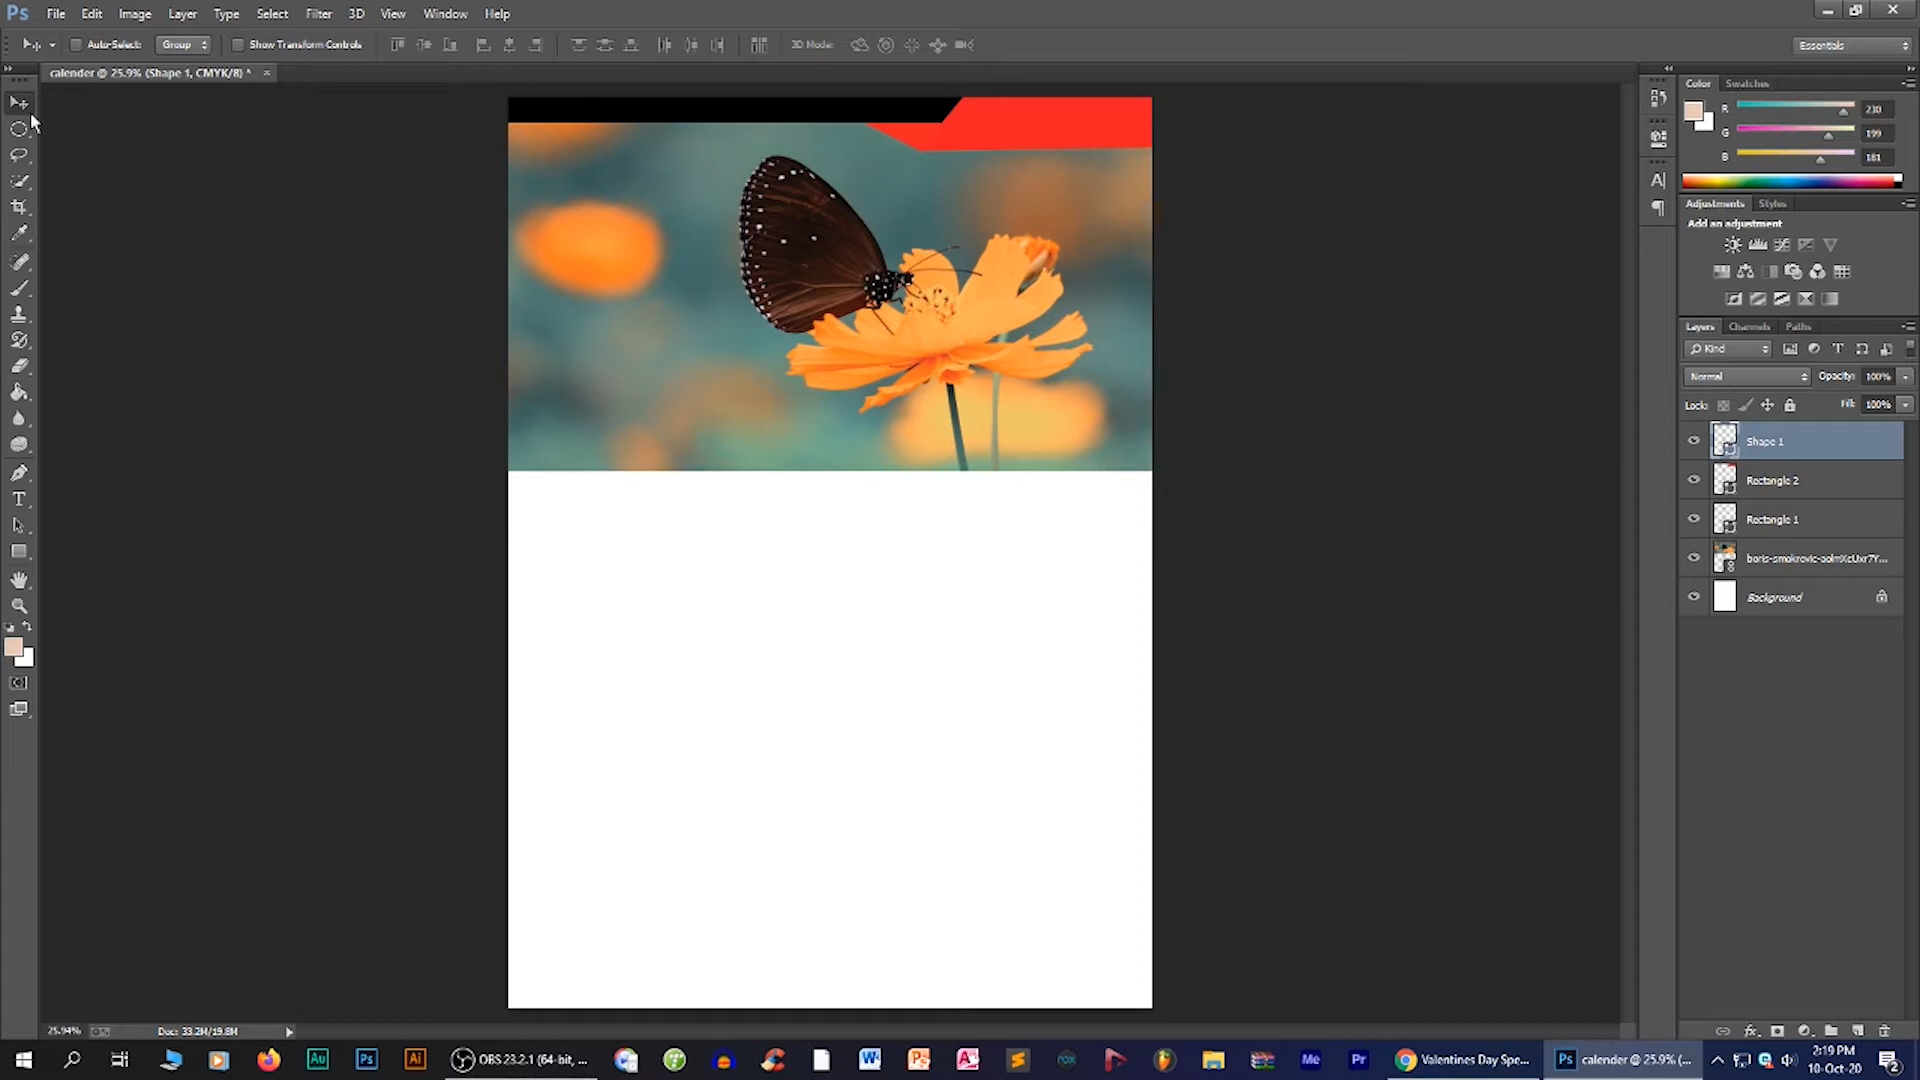 Ps File Edit Image Layer Type Select Filter 3D View Window Help
Auto-Select: Group Show Transform Controls 3D Mode: Essentials
calender @ 25.9% (Shape 1, CMYK/8) * ×
Color Swatches
R 230
G 199
B 181
Adjustments Styles
Add an adjustment
Layers Channels Paths
Kind
Normal Opacity: 100%
Lock: Fill: 100%
Shape 1
Rectangle 2
Rectangle 1
Background
25.94% Doc: 33.2M/19.8M
OBS 23.2.1 (64-bit, ...
Valentines Day Spe...
calender @ 25.9% (...
2:19 PM
10-Oct-20